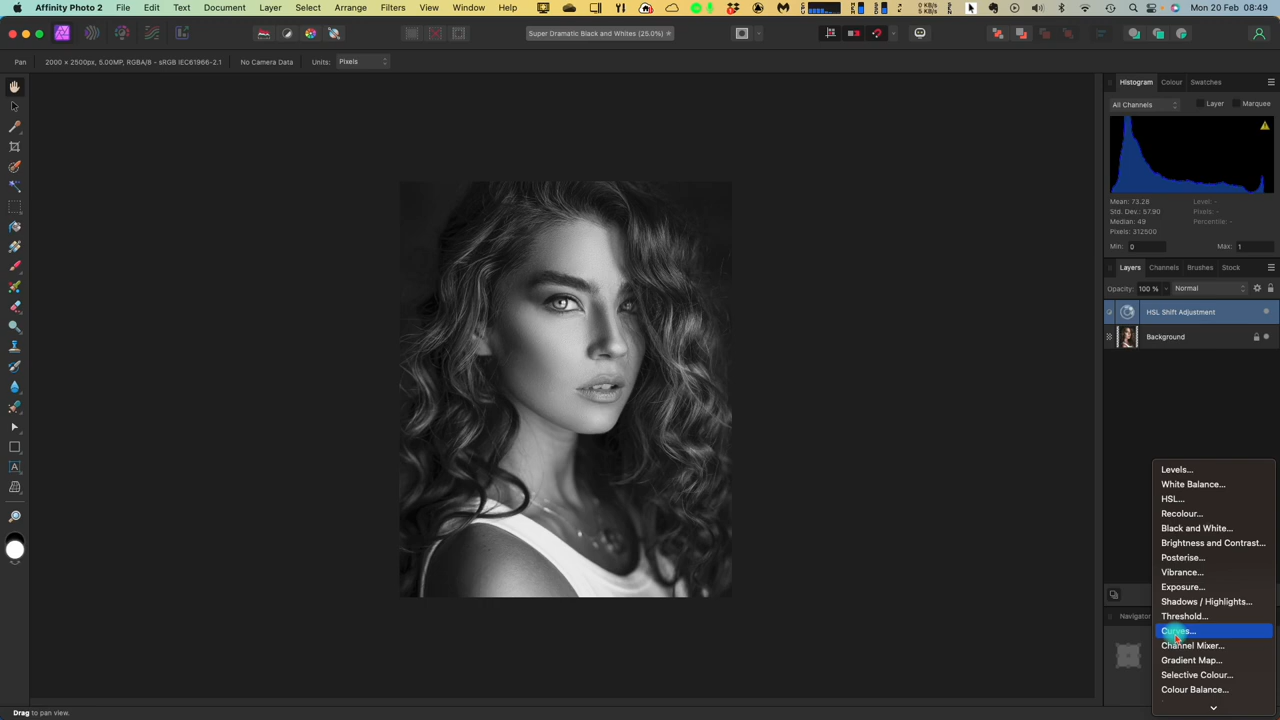 Affinity Photo 2 File Edit Text Document Layer Select Arrange Filters View Window Help Mon 20 Feb 08:49
Super Dramatic Black and Whites (25.0%)
Pan 2000 × 2500px, 5.00MP, RGBA/8 - sRGB IEC61966-2.1 No Camera Data Units: Pixels
Histogram Colour Swatches
All Channels Layer Marquee
Mean: 73.28 Level: -
Std. Dev.: 57.90 Pixels: -
Median: 49 Percentile: -
Pixels: 312500
Min: 0 Max: 1
Layers Channels Brushes Stock
Opacity: 100 % Normal
HSL Shift Adjustment
Background
Levels...
White Balance...
HSL...
Recolour...
Black and White...
Brightness and Contrast...
Posterise...
Vibrance...
Exposure...
Shadows / Highlights...
Threshold...
Curves...
Channel Mixer...
Gradient Map...
Selective Colour...
Colour Balance...
Navigator
Drag to pan view.